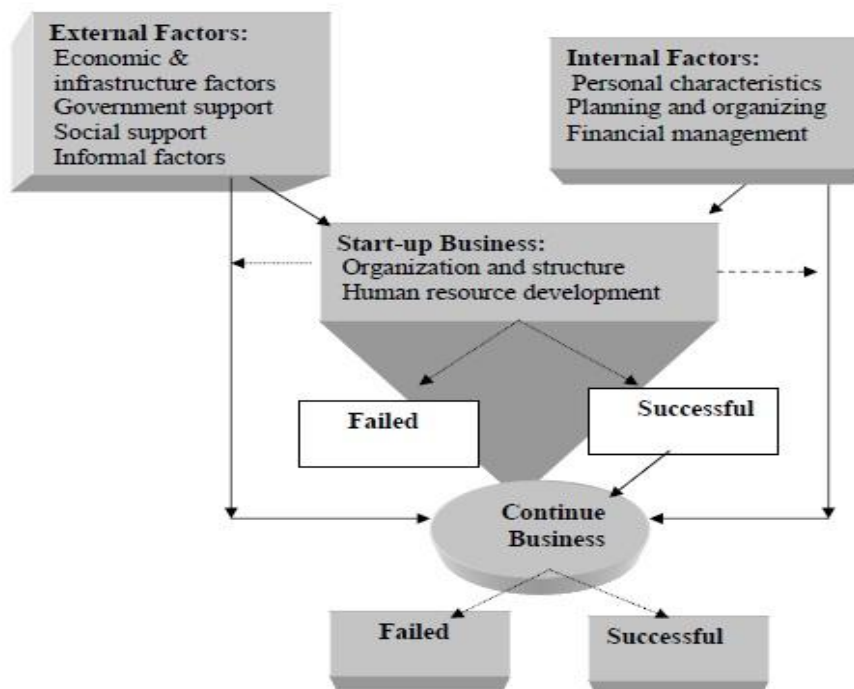 External Factors:
Economic &
infrastructure factors
Government support
Social support
Informal factors
Internal Factors:
Personal characteristics
Planning and organizing
Financial management
Start-up Business:
Organization and structure
Human resource development
Failed
Successful
Continue
Business
Failed
Successful